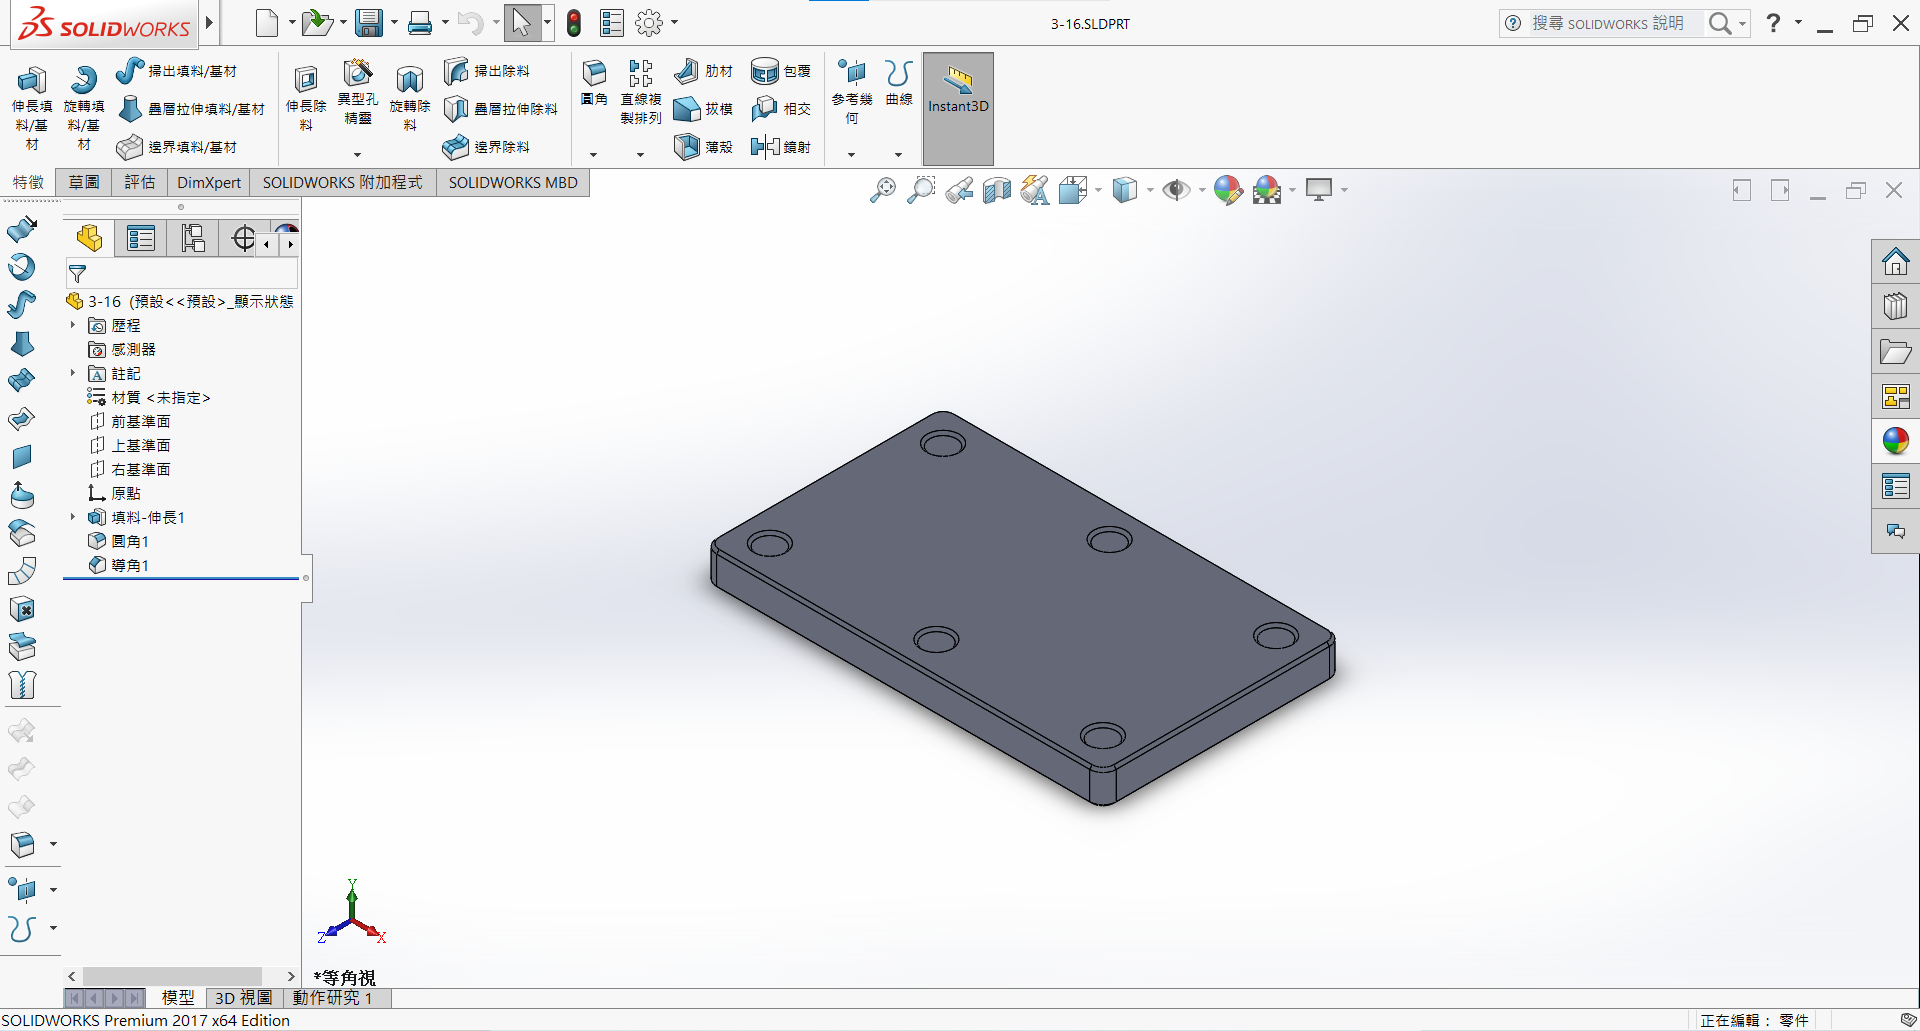 SOLIDWORKS
3-16.SLDPRT
搜尋 SOLIDWORKS 說明
伸長填料/基材
旋轉填料/基材
掃出填料/基材
疊層拉伸填料/基材
邊界填料/基材
伸長除料
異型孔精靈
旋轉除料
掃出除料
疊層拉伸除料
邊界除料
圓角
直線複製排列
肋材
拔模
薄殼
包覆
相交
鏡射
參考幾何
曲線
Instant3D
特徵
草圖
評估
DimXpert
SOLIDWORKS 附加程式
SOLIDWORKS MBD
3-16 (預設<<預設>_顯示狀態
歷程
感測器
註記
材質 <未指定>
前基準面
上基準面
右基準面
原點
填料-伸長1
圓角1
導角1
Y
Z
X
*等角視
模型
3D 視圖
動作研究 1
SOLIDWORKS Premium 2017 x64 Edition
正在編輯： 零件